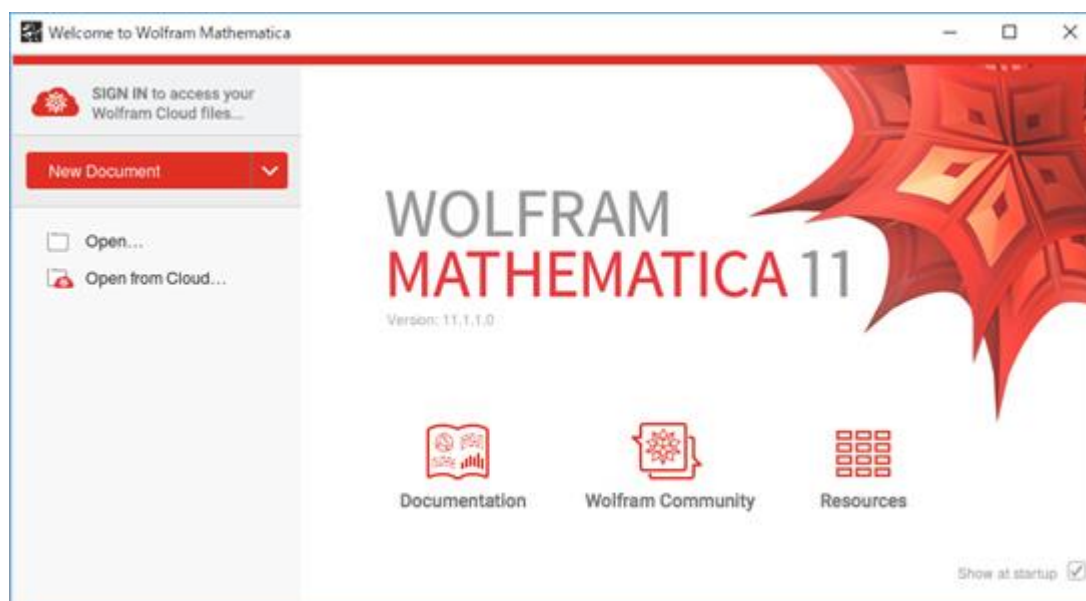 Welcome to Wolfram Mathematica
SIGN IN to access your
Wolfram Cloud files...
New Document
Open...
Open from Cloud...
WOLFRAM
MATHEMATICA 11
Version: 11.1.1.0
Documentation
Wolfram Community
Resources
Show at startup